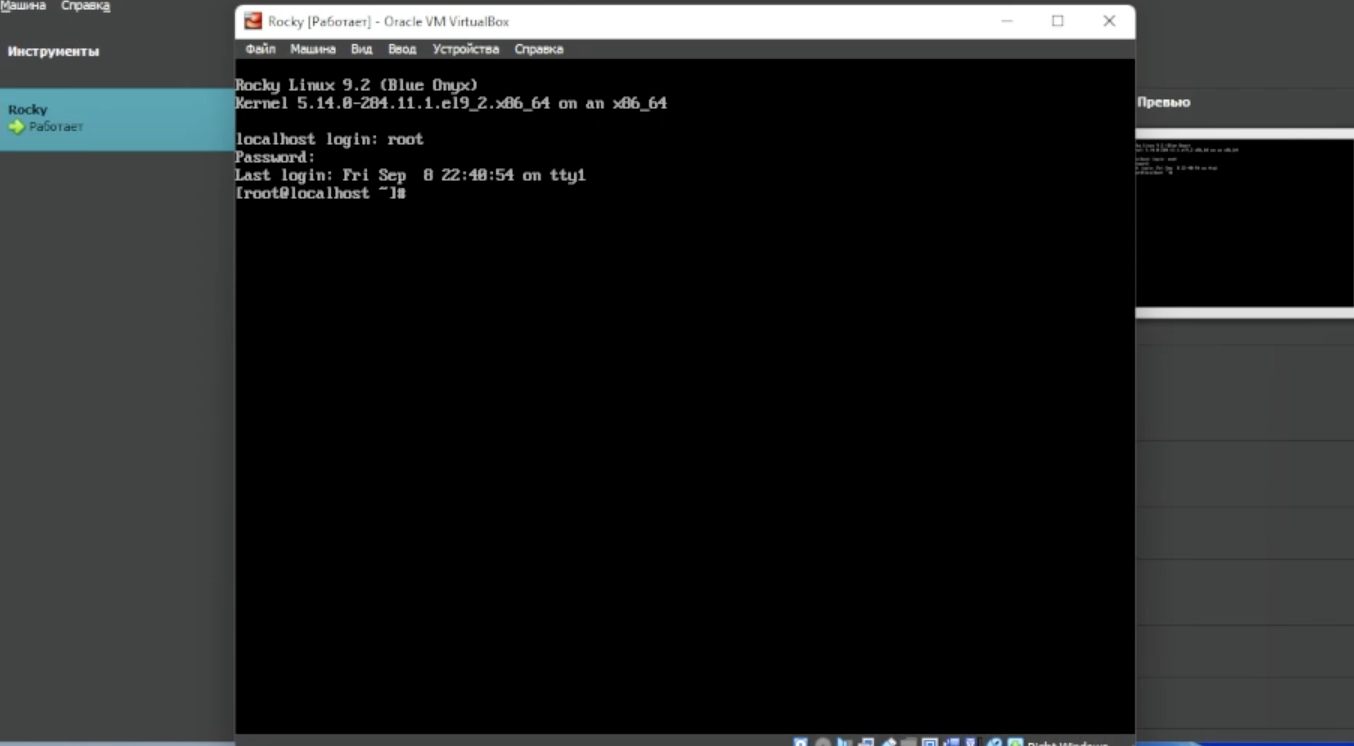 Машина Справка
Инструменты
Rocky
Работает
Rocky [Работает] - Oracle VM VirtualBox
Файл Машина Вид Ввод Устройства Справка
Rocky Linux 9.2 (Blue Onyx)
Kernel 5.14.0-284.11.1.el9_2.x86_64 on an x86_64
localhost login: root
Password:
Last login: Fri Sep  8 22:40:54 on tty1
[root@localhost ~]#
Превью
Right Windows